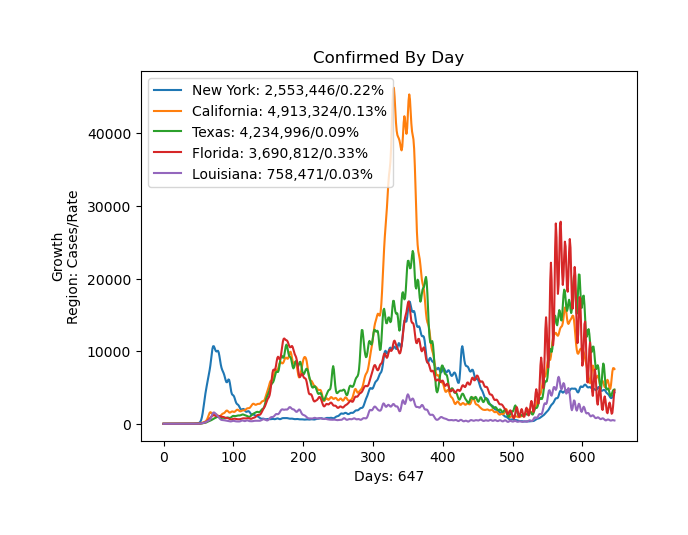 Confirmed By Day
New York: 2,553,446/0.22%
California: 4,913,324/0.13%
Texas: 4,234,996/0.09%
Florida: 3,690,812/0.33%
Louisiana: 758,471/0.03%
Growth
Region: Cases/Rate
40000
30000
20000
10000
0
0 100 200 300 400 500 600
Days: 647